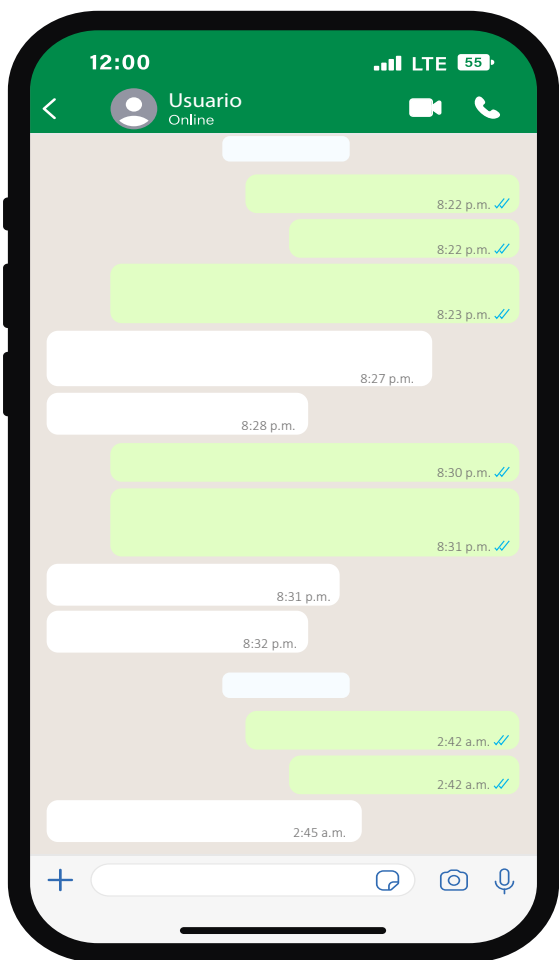 12:00 LTE 55
Usuario
Online
8:22 p.m.
8:22 p.m.
8:23 p.m.
8:27 p.m.
8:28 p.m.
8:30 p.m.
8:31 p.m.
8:31 p.m.
8:32 p.m.
2:42 a.m.
2:42 a.m.
2:45 a.m.